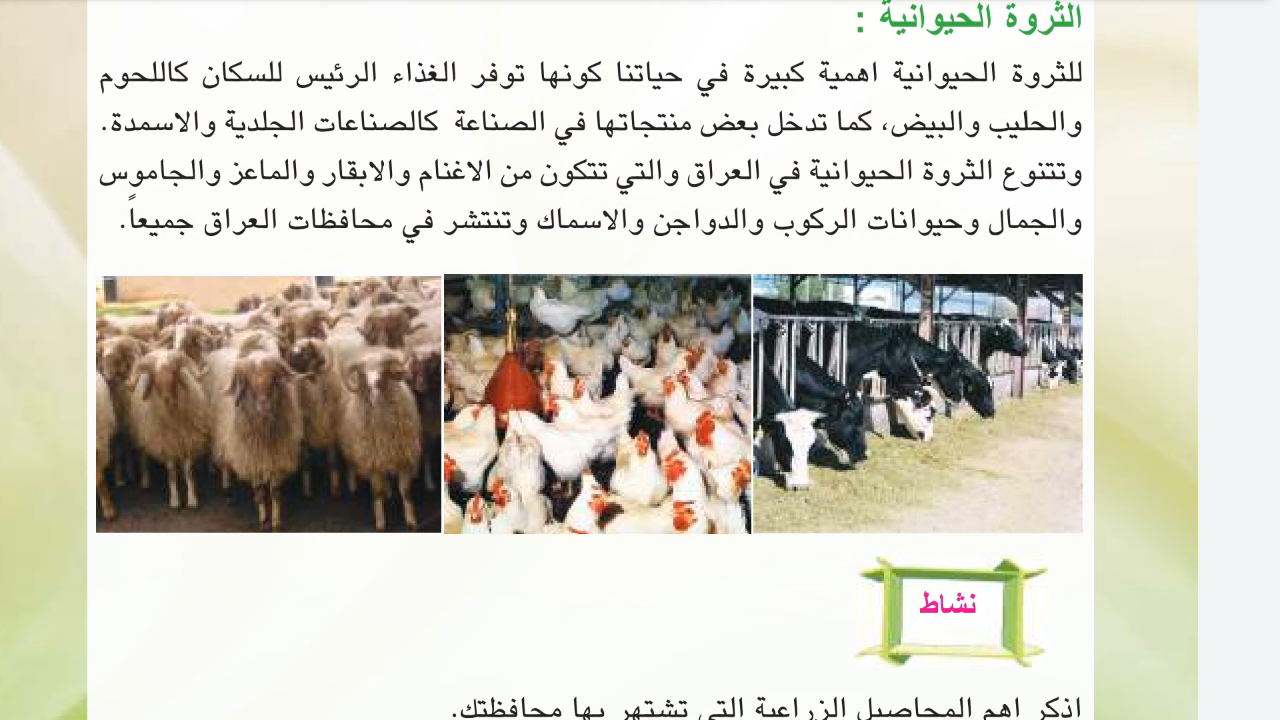 الثروة الحيوانية :
للثروة الحيوانية اهمية كبيرة في حياتنا كونها توفر الغذاء الرئيس للسكان كاللحوم
والحليب والبيض، كما تدخل بعض منتجاتها في الصناعة كالصناعات الجلدية والاسمدة.
وتتنوع الثروة الحيوانية في العراق والتي تتكون من الاغنام والابقار والماعز والجاموس
والجمال وحيوانات الركوب والدواجن والاسماك وتنتشر في محافظات العراق جميعاً.
نشاط
اذكر اهم المحاصيل الزراعية التي تشتهر بها محافظتك.